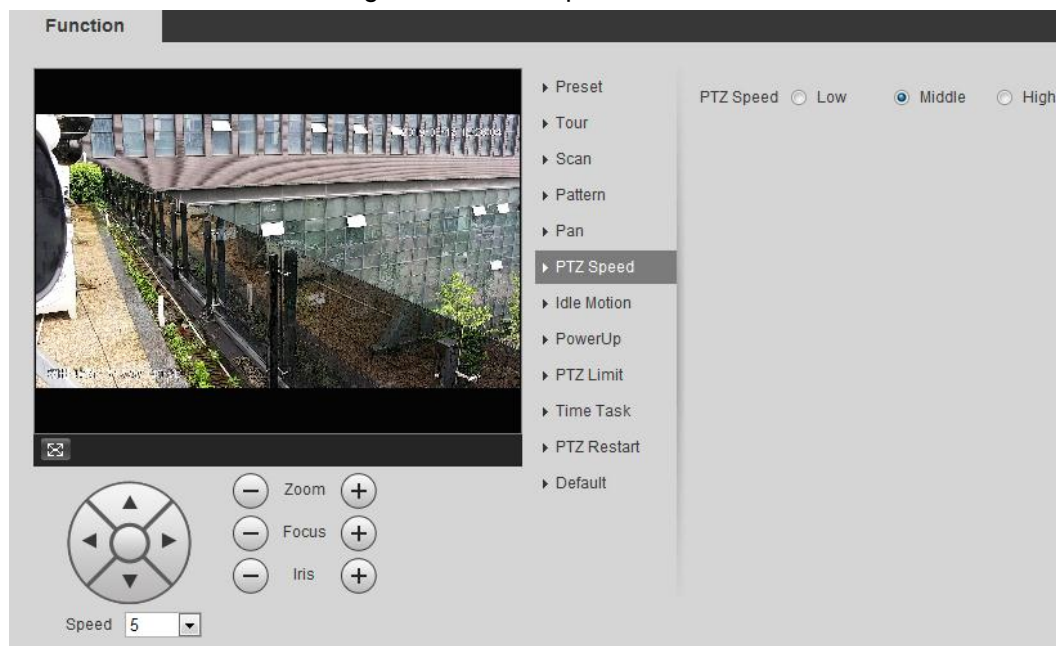 Function
Preset
Tour
Scan
Pattern
Pan
PTZ Speed
Idle Motion
PowerUp
PTZ Limit
Time Task
PTZ Restart
Default
PTZ Speed Low Middle High
Zoom
Focus
Iris
Speed 5